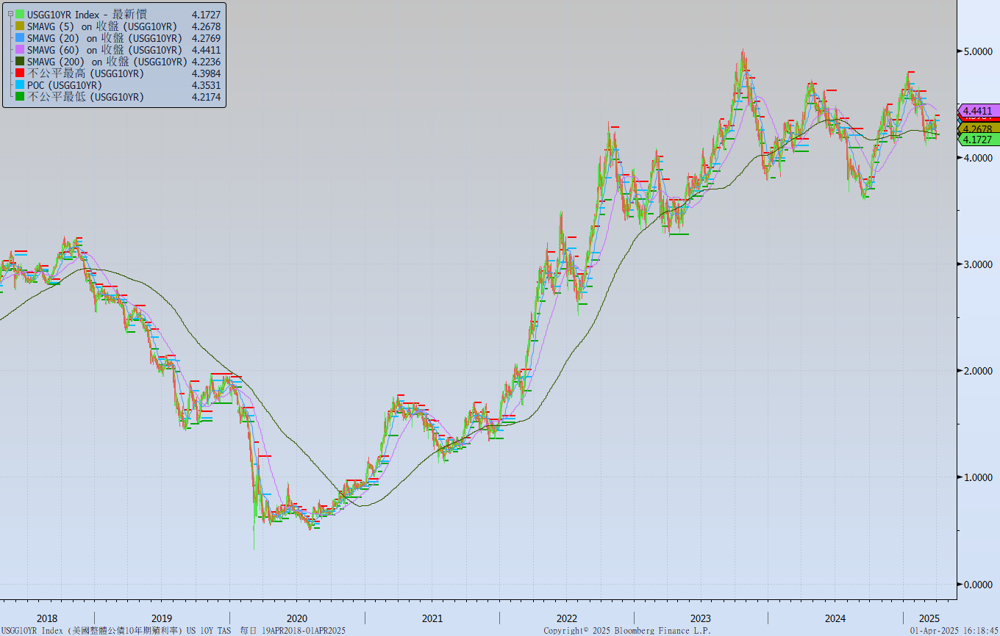 USGG10YR Index - 最新價 4.1727
SMAVG (5) on 收盤 (USGG10YR) 4.2678
SMAVG (20) on 收盤 (USGG10YR) 4.2769
SMAVG (60) on 收盤 (USGG10YR) 4.4411
SMAVG (200) on 收盤 (USGG10YR) 4.2236
不公平最高 (USGG10YR) 4.3984
POC (USGG10YR) 4.3531
不公平最低 (USGG10YR) 4.2174
5.0000
4.4411
4.2678
4.1727
4.0000
3.0000
2.0000
1.0000
0.0000
2018 2019 2020 2021 2022 2023 2024 2025
USGG10YR Index (美國整體公債10年期殖利率) US 10Y TAS 每日 19APR2018-01APR2025 Copyright© 2025 Bloomberg Finance L.P. 01-Apr-2025 16:18:45